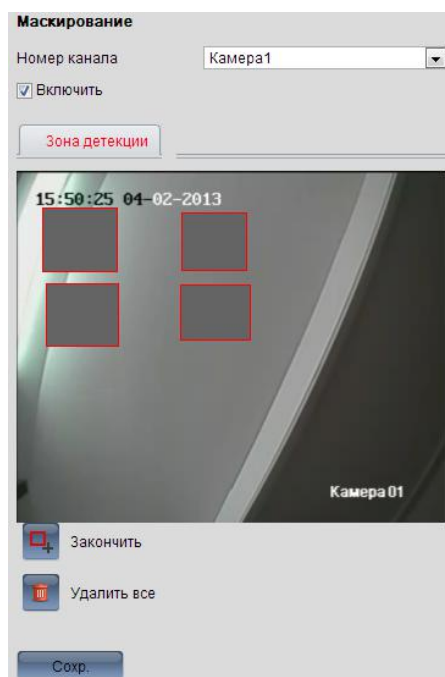 Маскирование
Номер канала Камера1
Включить
Зона детекции
15:50:25 04-02-2013
Камера 01
Закончить
Удалить все
Сохр.